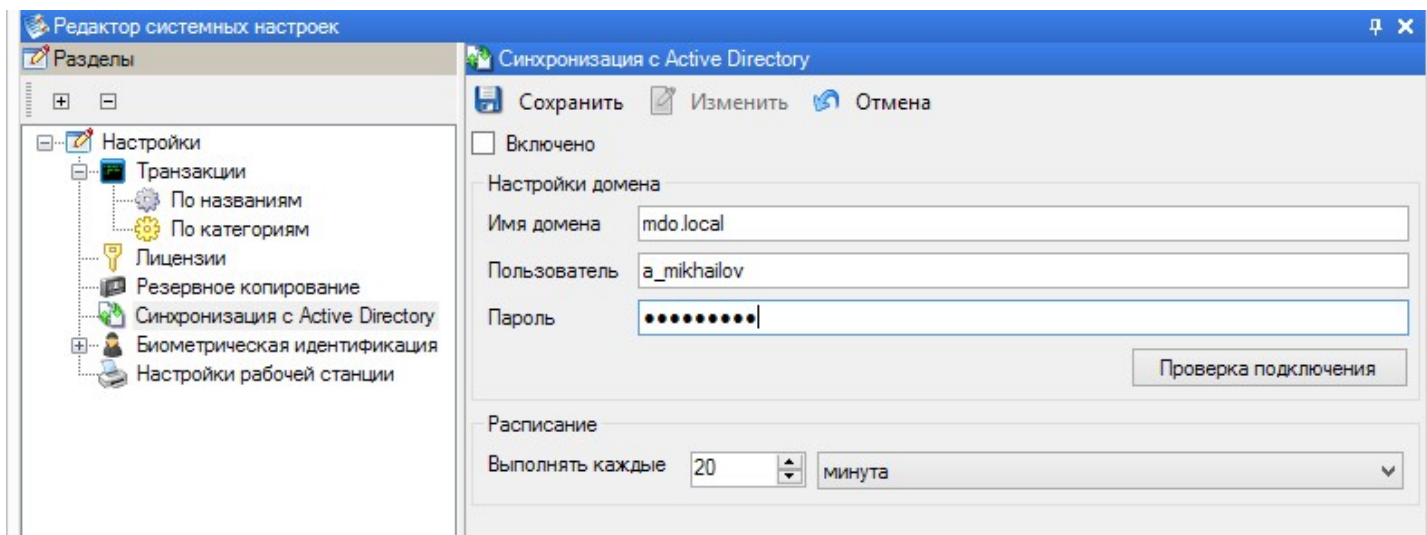 Редактор системных настроек
Разделы
Настройки
Транзакции
По названиям
По категориям
Лицензии
Резервное копирование
Синхронизация с Active Directory
Биометрическая идентификация
Настройки рабочей станции
Синхронизация с Active Directory
Сохранить Изменить Отмена
Включено
Настройки домена
Имя домена mdo.local
Пользователь a_mikhailov
Пароль •••••••••
Проверка подключения
Расписание
Выполнять каждые 20 минута